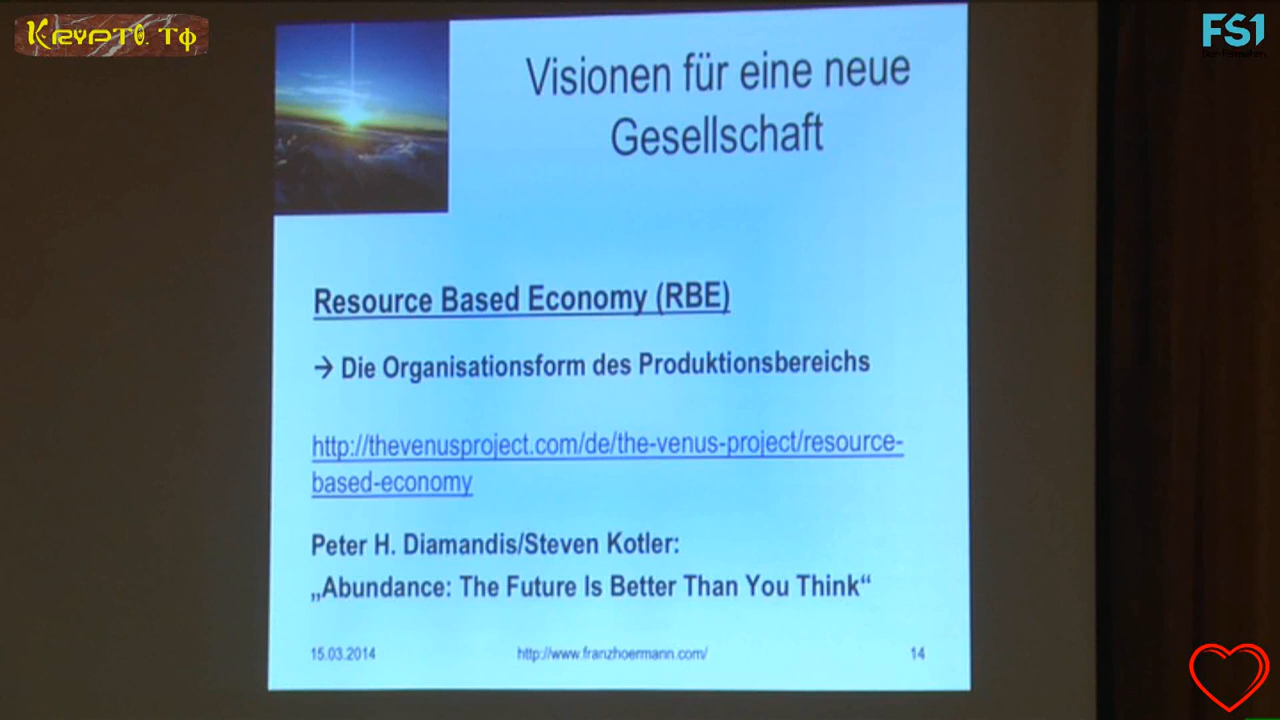 Krypto.TΦ
FS1
Visionen für eine neue
Gesellschaft
Resource Based Economy (RBE)
→ Die Organisationsform des Produktionsbereichs
http://thevenusproject.com/de/the-venus-project/resource-
based-economy
Peter H. Diamandis/Steven Kotler:
„Abundance: The Future Is Better Than You Think“
15.03.2014 http://www.franzhoermann.com/ 14